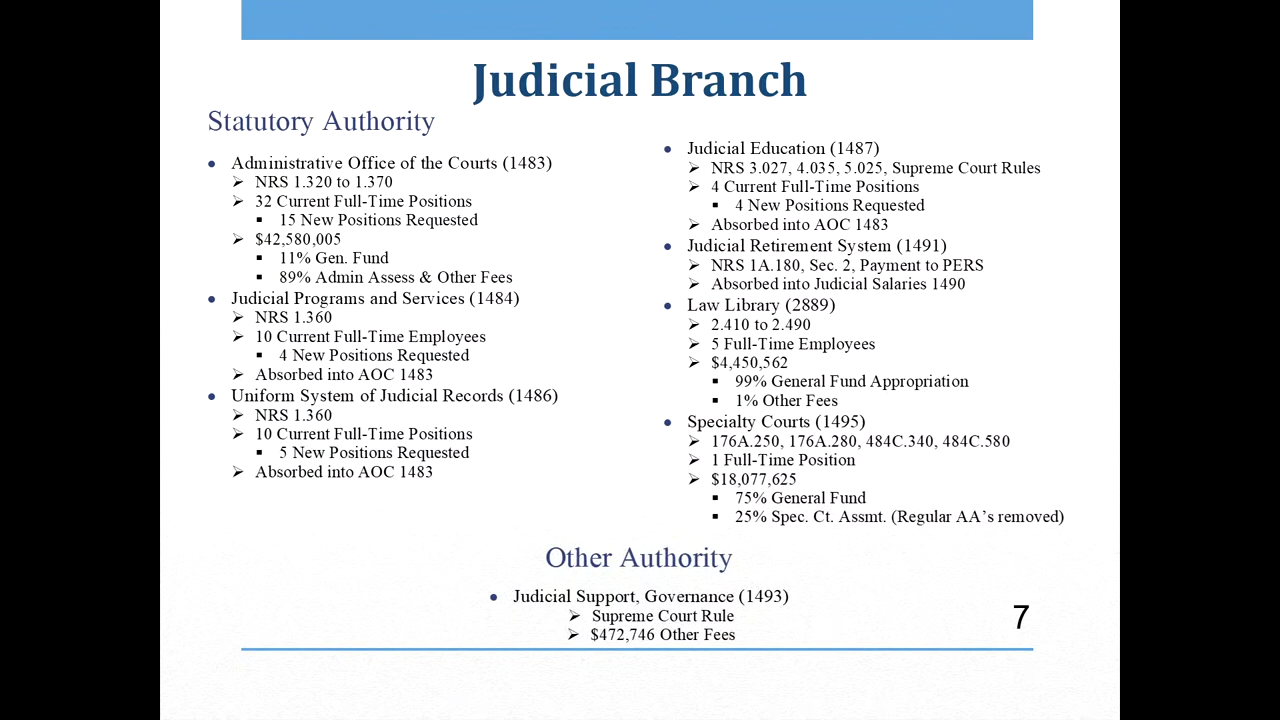 Judicial Branch
Statutory Authority
● Administrative Office of the Courts (1483)
➢ NRS 1.320 to 1.370
➢ 32 Current Full-Time Positions
▪ 15 New Positions Requested
➢ $42,580,005
▪ 11% Gen. Fund
▪ 89% Admin Assess & Other Fees
● Judicial Programs and Services (1484)
➢ NRS 1.360
➢ 10 Current Full-Time Employees
▪ 4 New Positions Requested
➢ Absorbed into AOC 1483
● Uniform System of Judicial Records (1486)
➢ NRS 1.360
➢ 10 Current Full-Time Positions
▪ 5 New Positions Requested
➢ Absorbed into AOC 1483
● Judicial Education (1487)
➢ NRS 3.027, 4.035, 5.025, Supreme Court Rules
➢ 4 Current Full-Time Positions
▪ 4 New Positions Requested
➢ Absorbed into AOC 1483
● Judicial Retirement System (1491)
➢ NRS 1A.180, Sec. 2, Payment to PERS
➢ Absorbed into Judicial Salaries 1490
● Law Library (2889)
➢ 2.410 to 2.490
➢ 5 Full-Time Employees
➢ $4,450,562
▪ 99% General Fund Appropriation
▪ 1% Other Fees
● Specialty Courts (1495)
➢ 176A.250, 176A.280, 484C.340, 484C.580
➢ 1 Full-Time Position
➢ $18,077,625
▪ 75% General Fund
▪ 25% Spec. Ct. Assmt. (Regular AA’s removed)
Other Authority
● Judicial Support, Governance (1493)
➢ Supreme Court Rule
➢ $472,746 Other Fees
7